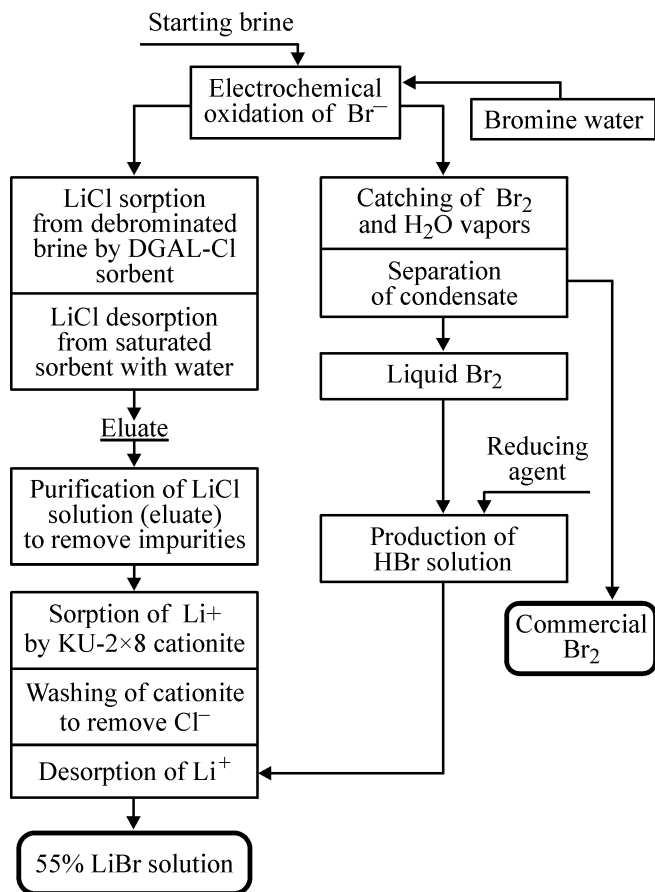 Starting brine
Electrochemical
oxidation of Br⁻
Bromine water
LiCl sorption
from debrominated
brine by DGAL-Cl
sorbent
LiCl desorption
from saturated
sorbent with water
Eluate
Purification of LiCl
solution (eluate)
to remove impurities
Sorption of Li+
by KU-2×8 cationite
Washing of cationite
to remove Cl⁻
Desorption of Li⁺
55% LiBr solution
Catching of Br₂
and H₂O vapors
Separation
of condensate
Liquid Br₂
Reducing
agent
Production of
HBr solution
Commercial
Br₂